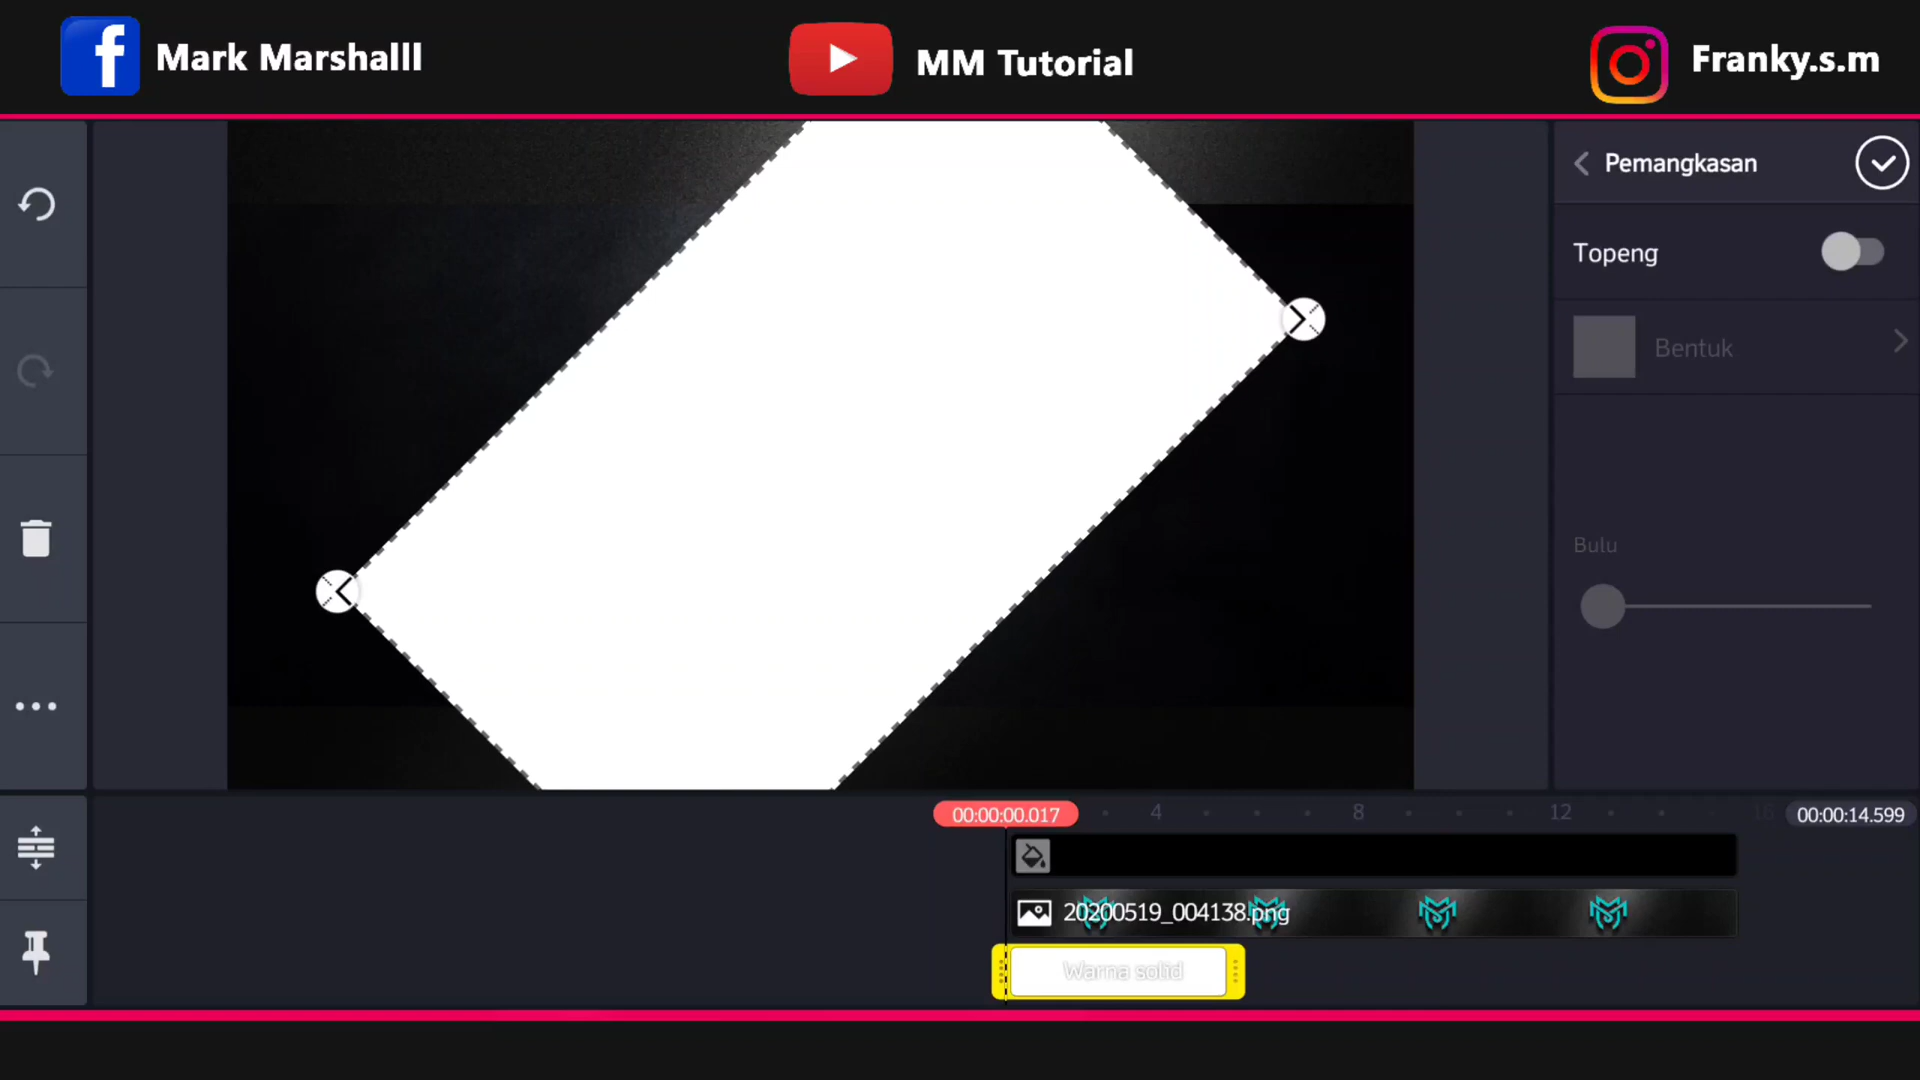 Mark Marshalll
MM Tutorial
Franky.s.m
Pemangkasan
Topeng
Bentuk
Bulu
00:00:00.017
4
8
12
16
00:00:14.599
20200519_004138.png
Warna solid